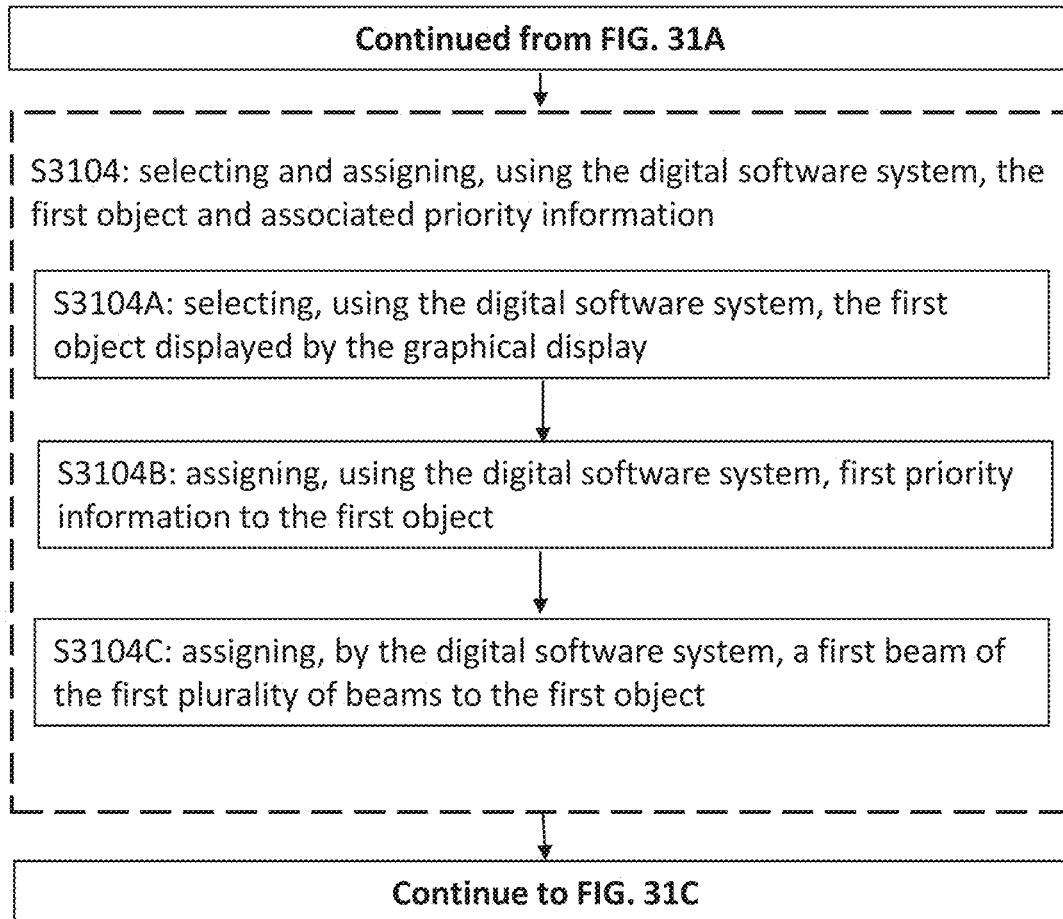 Continued from FIG. 31A
S3104: selecting and assigning, using the digital software system, the
first object and associated priority information
S3104A: selecting, using the digital software system, the first
object displayed by the graphical display
S3104B: assigning, using the digital software system, first priority
information to the first object
S3104C: assigning, by the digital software system, a first beam of
the first plurality of beams to the first object
Continue to FIG. 31C